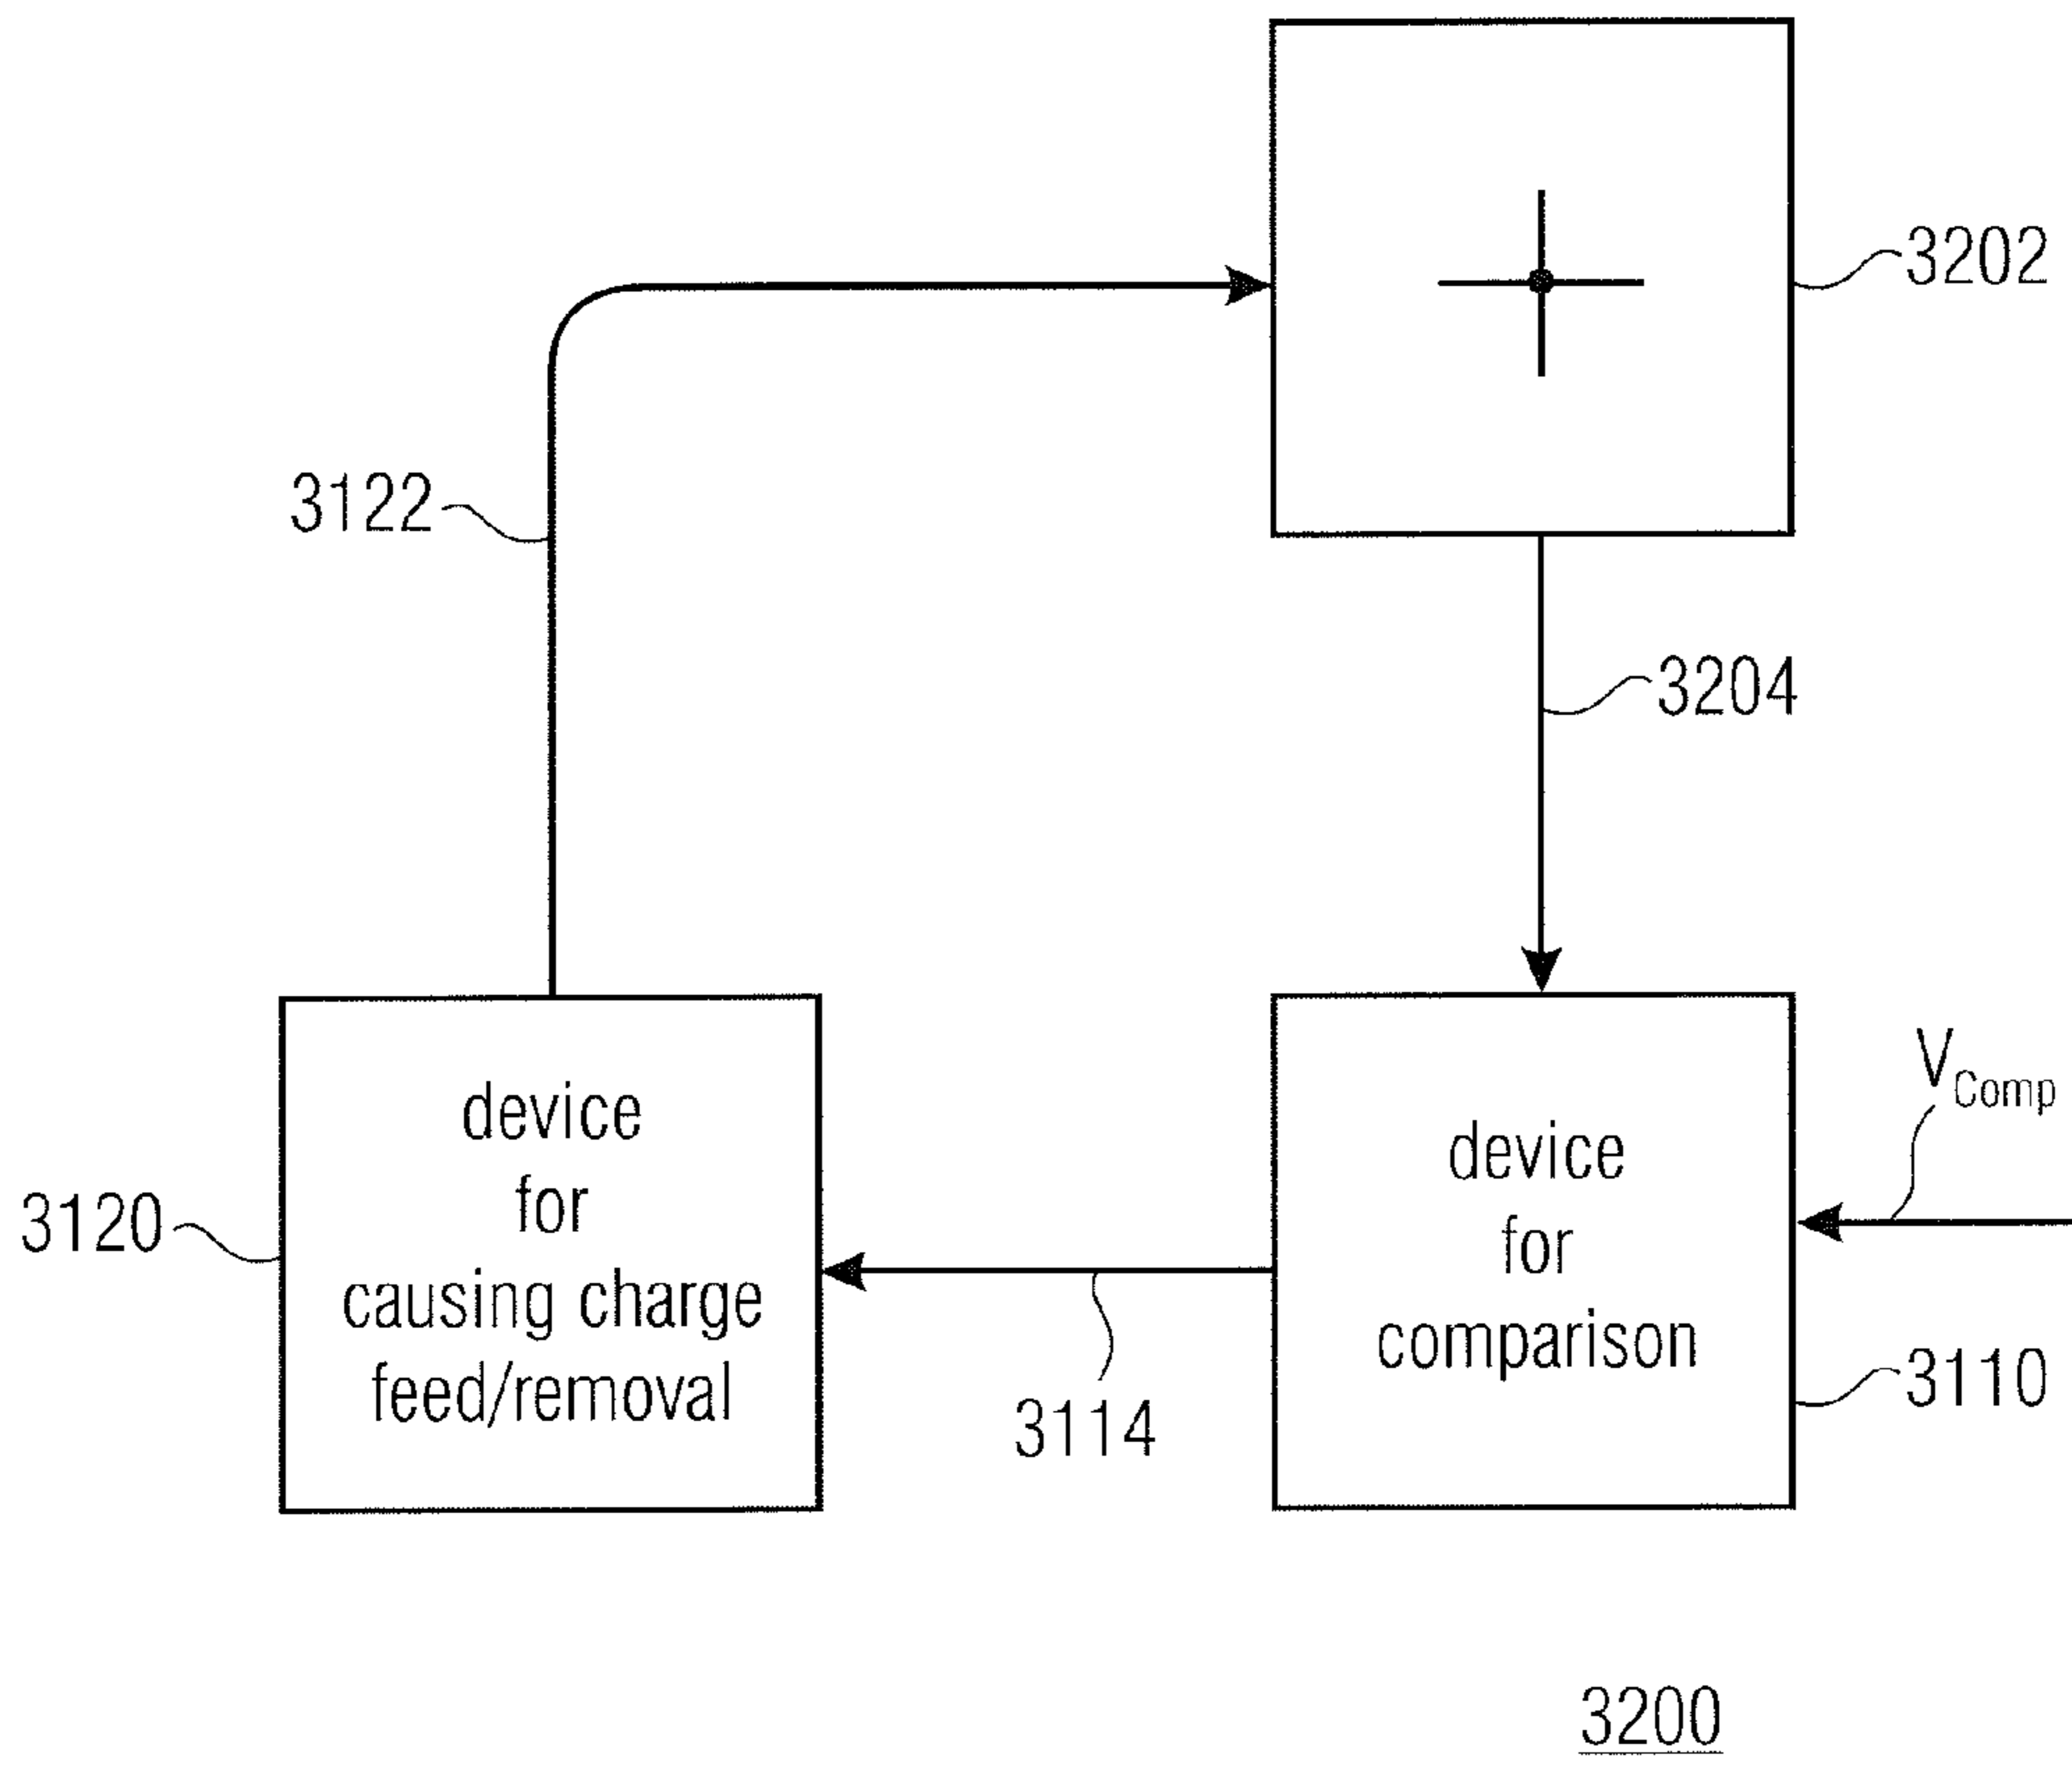 3202
3122
3204
V_Comp
device
for
causing charge
feed/removal
3120
device
for
comparison
3110
3114
3200